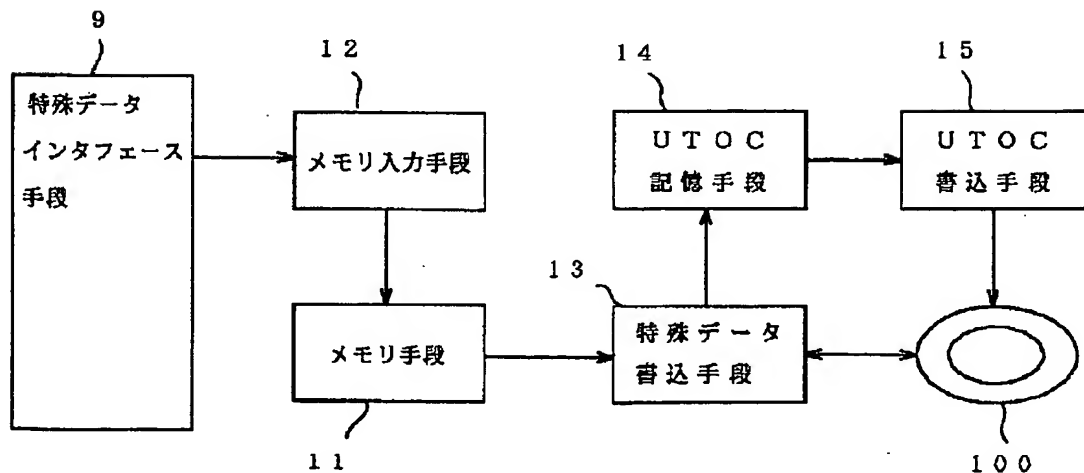 9
特殊データ
インタフェース
手段
12
メモリ入力手段
14
UTOC
記憶手段
15
UTOC
書込手段
メモリ手段
11
13
特殊データ
書込手段
100